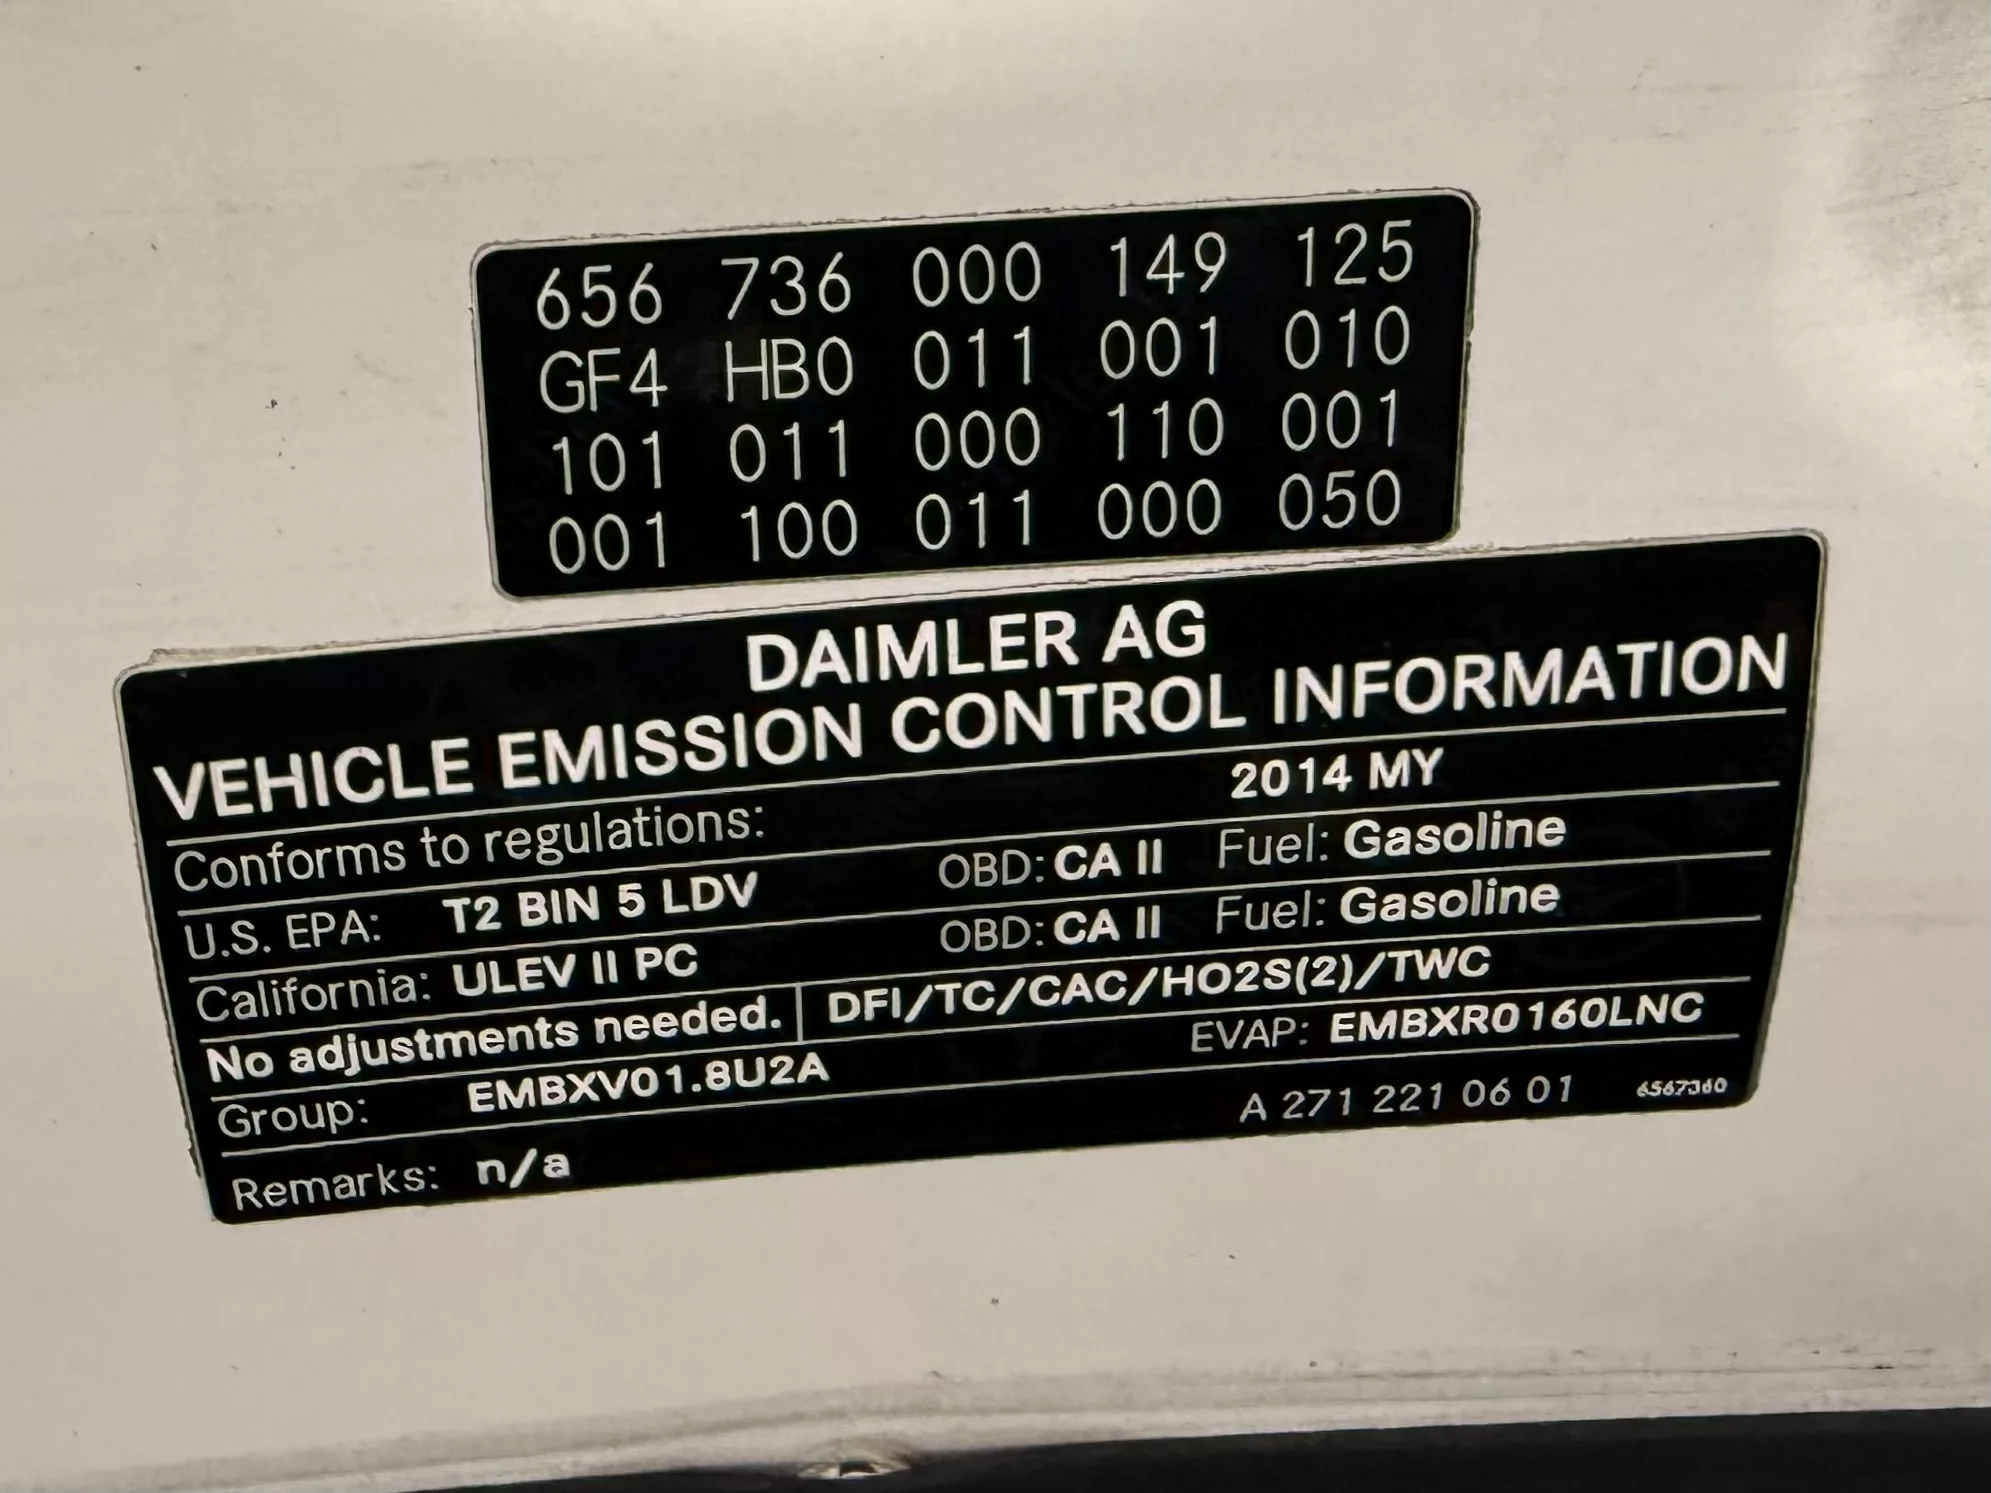 656 736 000 149 125
GF4 HB0 011 001 010
101 011 000 110 001
001 100 011 000 050
DAIMLER AG
VEHICLE EMISSION CONTROL INFORMATION
Conforms to regulations: 2014 MY
U.S. EPA: T2 BIN 5 LDV OBD: CA II Fuel: Gasoline
California: ULEV II PC OBD: CA II Fuel: Gasoline
No adjustments needed. DFI/TC/CAC/HO2S(2)/TWC
Group: EMBXV01.8U2A EVAP: EMBXR0160LNC
Remarks: n/a A 271 221 06 01 6567360